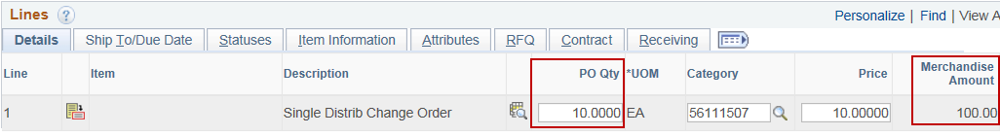 Lines ? Personalize | Find | View A
Details Ship To/Due Date Statuses Item Information Attributes RFQ Contract Receiving
Line Item Description PO Qty *UOM Category Price Merchandise Amount
1 Single Distrib Change Order 10.0000 EA 56111507 10.00000 100.00